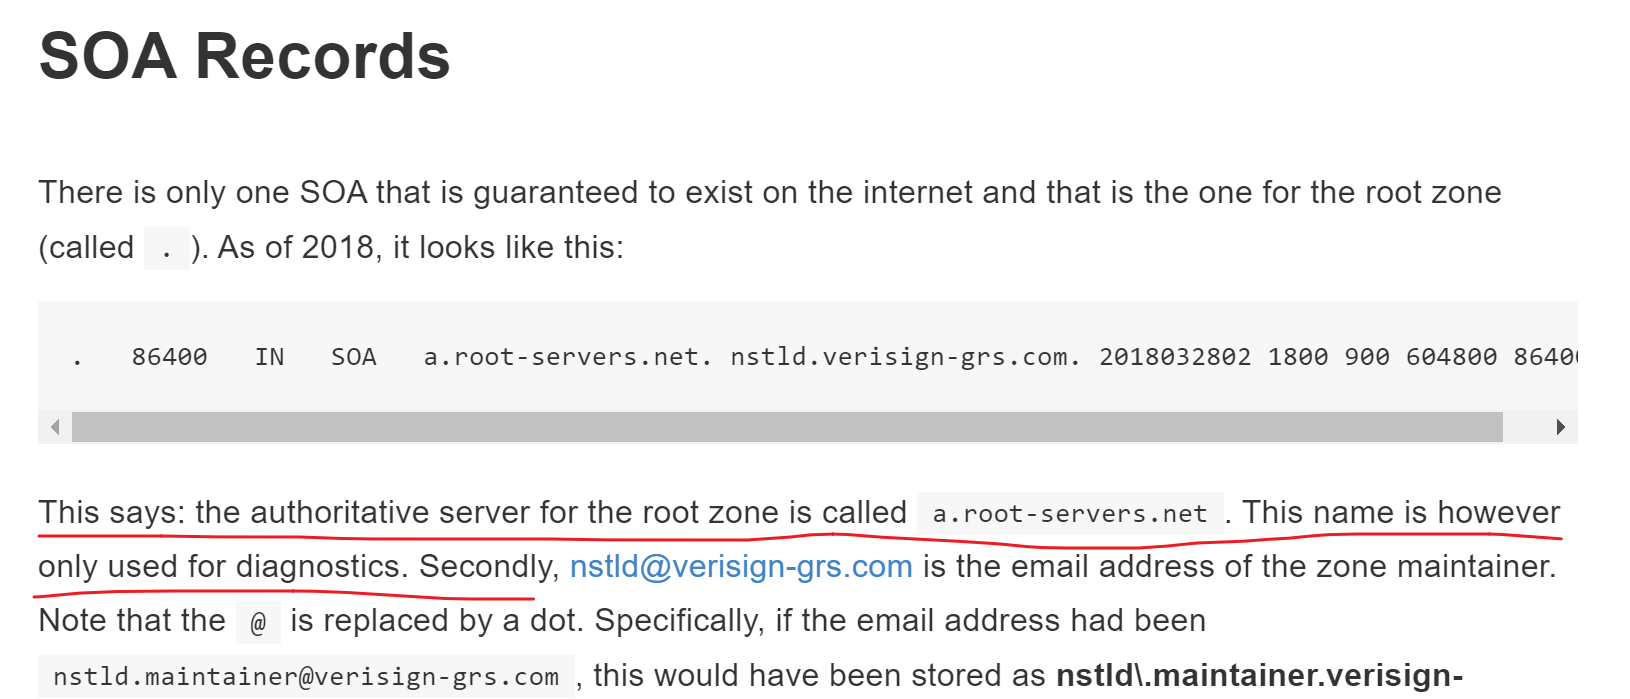 SOA Records
There is only one SOA that is guaranteed to exist on the internet and that is the one for the root zone
(called . ). As of 2018, it looks like this:
. 86400 IN SOA a.root-servers.net. nstld.verisign-grs.com. 2018032802 1800 900 604800 8640
This says: the authoritative server for the root zone is called a.root-servers.net . This name is however
only used for diagnostics. Secondly, nstld@verisign-grs.com is the email address of the zone maintainer.
Note that the @ is replaced by a dot. Specifically, if the email address had been
nstld.maintainer@verisign-grs.com , this would have been stored as nstld\.maintainer.verisign-